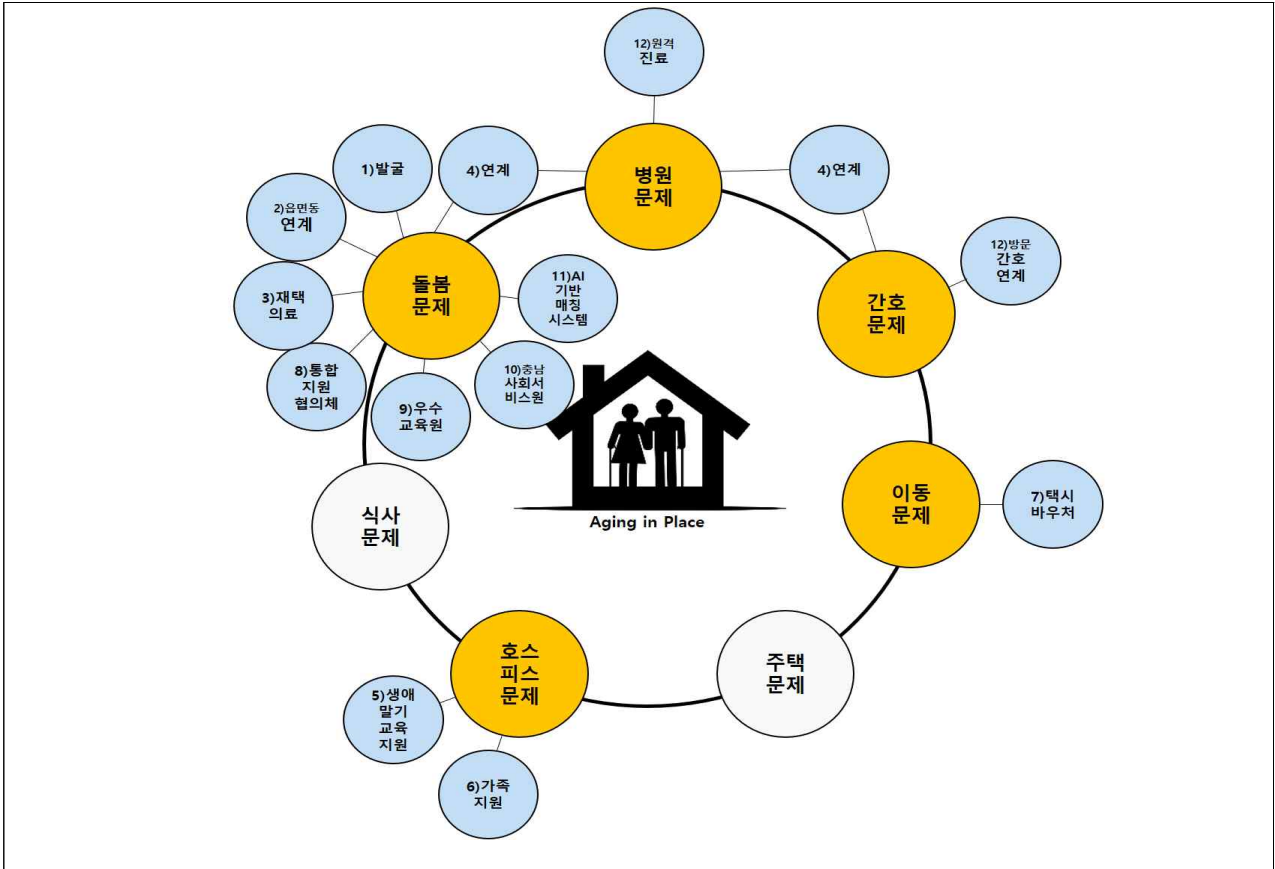 12)원격
진료
병원
문제
4)연계
4)연계
1)발굴
2)읍면동
연계
3)재택
의료
8)통합
지원
협의체
9)우수
교육원
10)충남
사회서
비스원
11)AI
기반
매칭
시스템
돌봄
문제
간호
문제
12)방문
간호
연계
이동
문제
7)택시
바우처
Aging in Place
식사
문제
호스
피스
문제
5)생애
말기
교육
지원
6)가족
지원
주택
문제